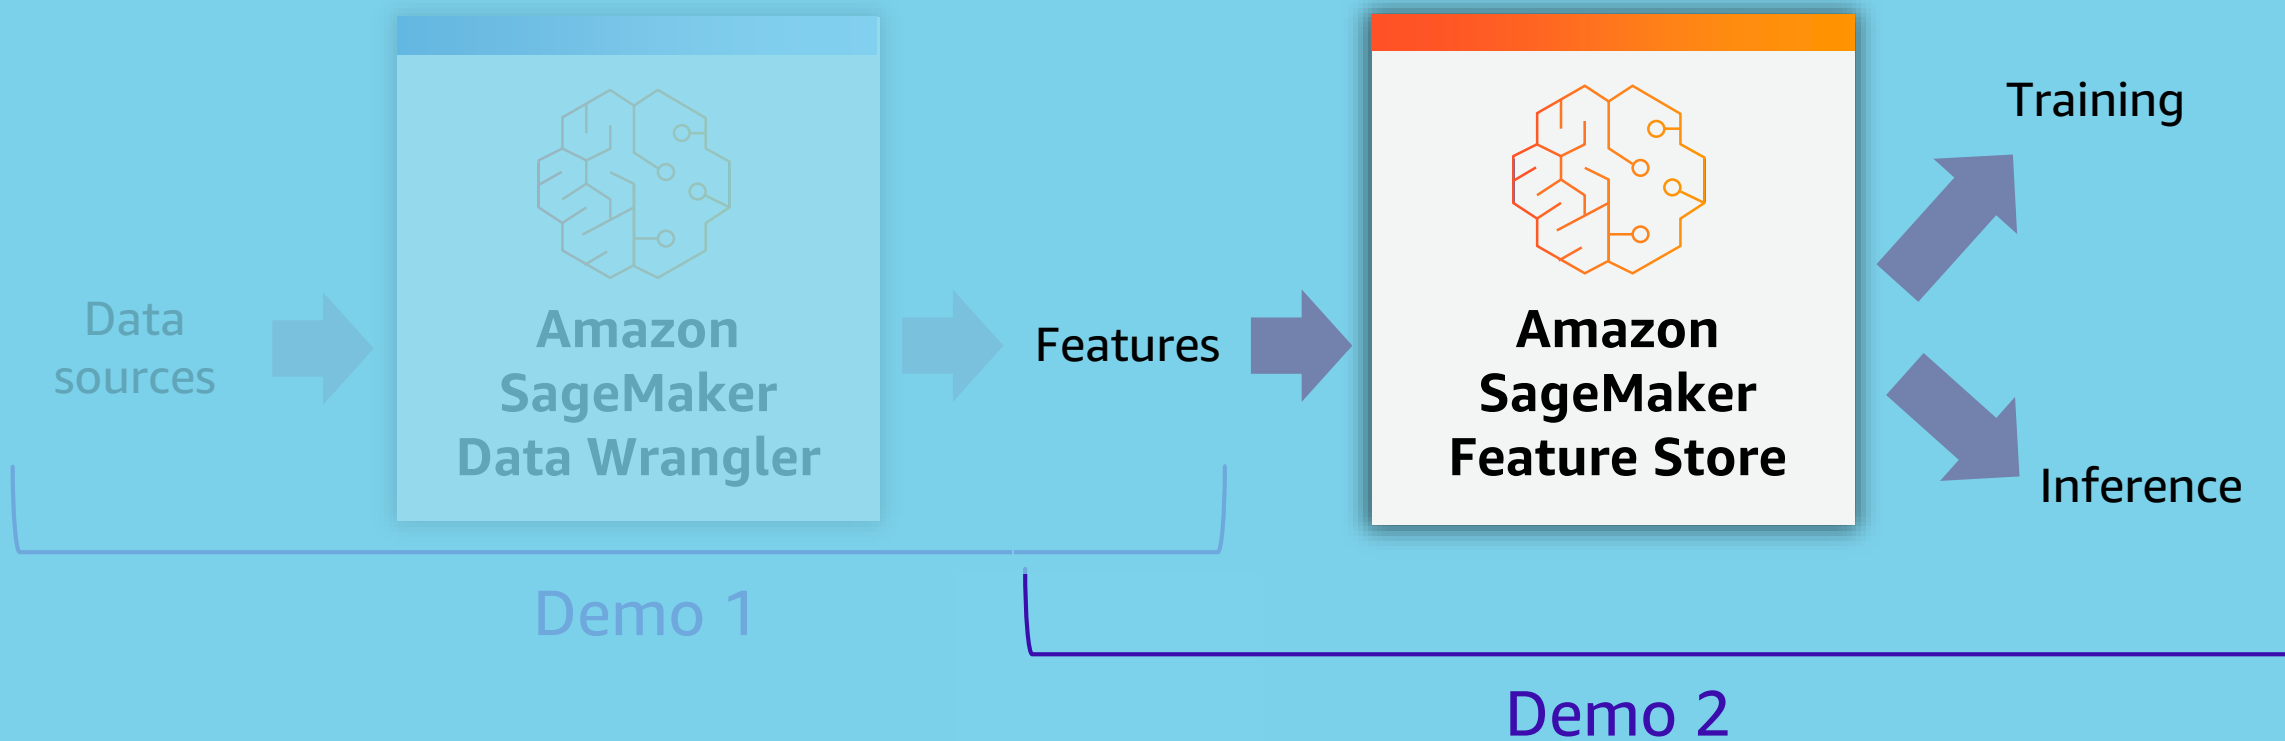 Data
sources
Amazon
SageMaker
Data Wrangler
Features
Amazon
SageMaker
Feature Store
Training
Inference
Demo 1
Demo 2